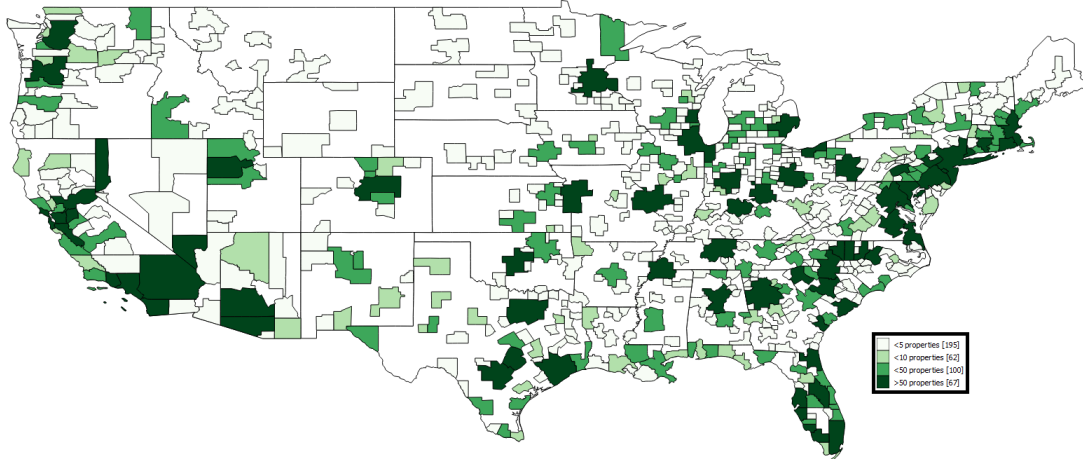 <5 properties [195]
<10 properties [62]
<50 properties [100]
>50 properties [67]